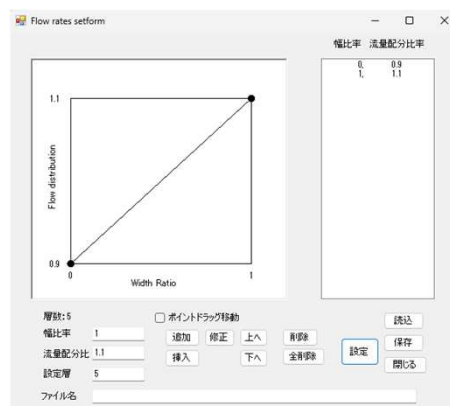 Flow rates setform
幅比率 流量配分比率
0, 0.9
1, 1.1
1.1
Flow distribution
0.9
0 1
Width Ratio
層数:5
ポイントドラッグ移動
幅比率 1
追加 修正 上へ 削除
流量配分比 1.1
挿入 下へ 全削除
設定層 5
設定
読込
保存
閉じる
ファイル名